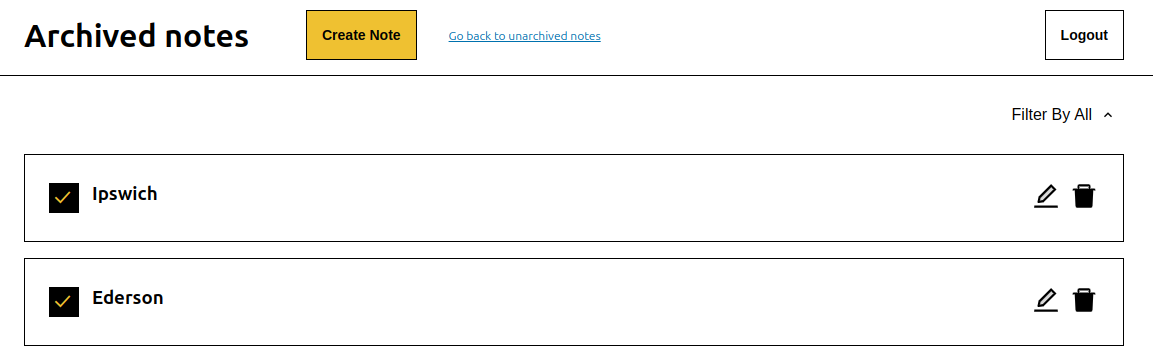 Archived notes
Create Note
Go back to unarchived notes
Logout
Filter By All
Ipswich
Ederson